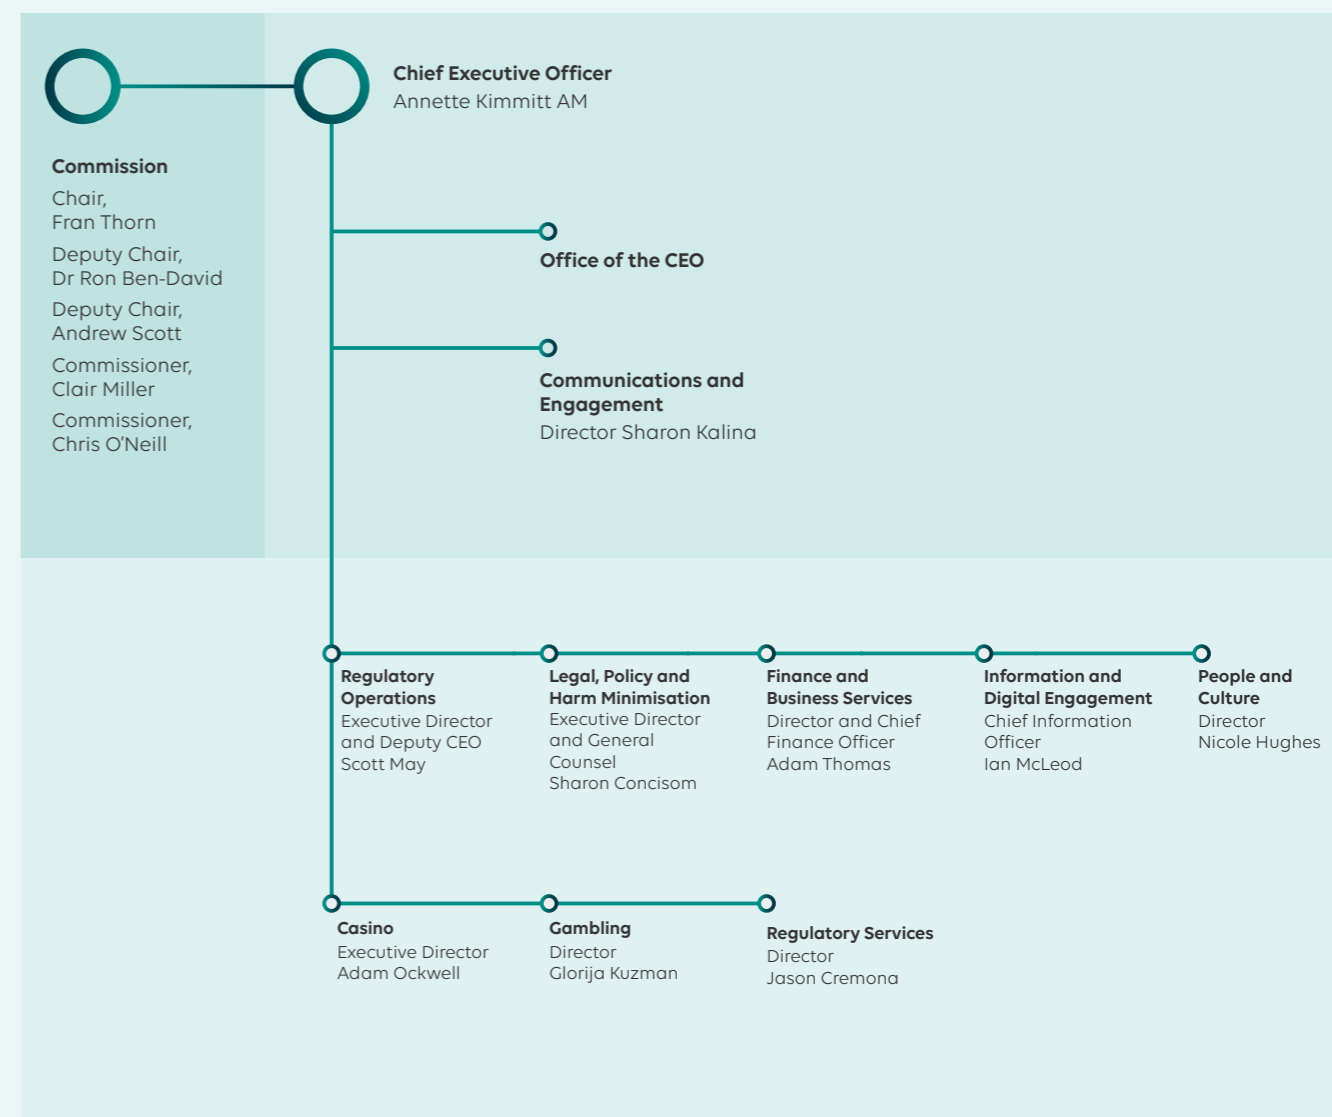 Chief Executive Officer
Annette Kimmitt AM
Commission
Chair,
Fran Thorn
Deputy Chair,
Dr Ron Ben-David
Deputy Chair,
Andrew Scott
Commissioner,
Clair Miller
Commissioner,
Chris O'Neill
Office of the CEO
Communications and
Engagement
Director Sharon Kalina
Regulatory
Operations
Executive Director
and Deputy CEO
Scott May
Legal, Policy and
Harm Minimisation
Executive Director
and General
Counsel
Sharon Concisom
Finance and
Business Services
Director and Chief
Finance Officer
Adam Thomas
Information and
Digital Engagement
Chief Information
Officer
Ian McLeod
People and
Culture
Director
Nicole Hughes
Casino
Executive Director
Adam Ockwell
Gambling
Director
Glorija Kuzman
Regulatory Services
Director
Jason Cremona